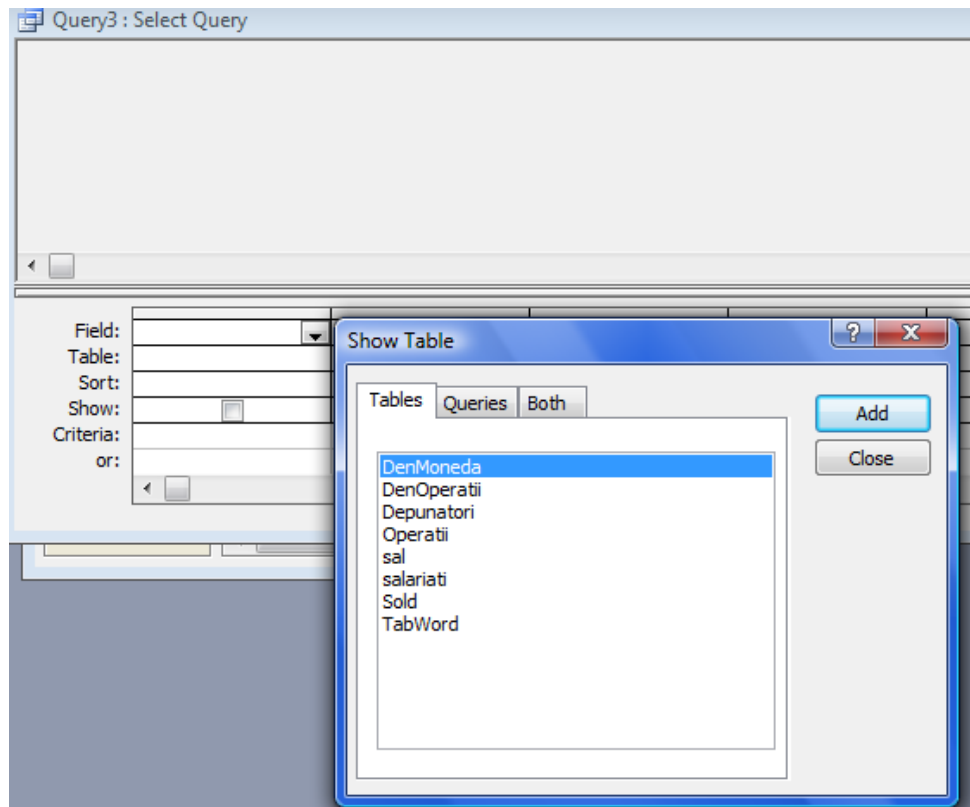 Query3 : Select Query
Field:
Table:
Sort:
Show:
Criteria:
or:
Show Table
?
X
Tables Queries Both
Add
Close
DenMoneda
DenOperatii
Depunatori
Operatii
sal
salariati
Sold
TabWord